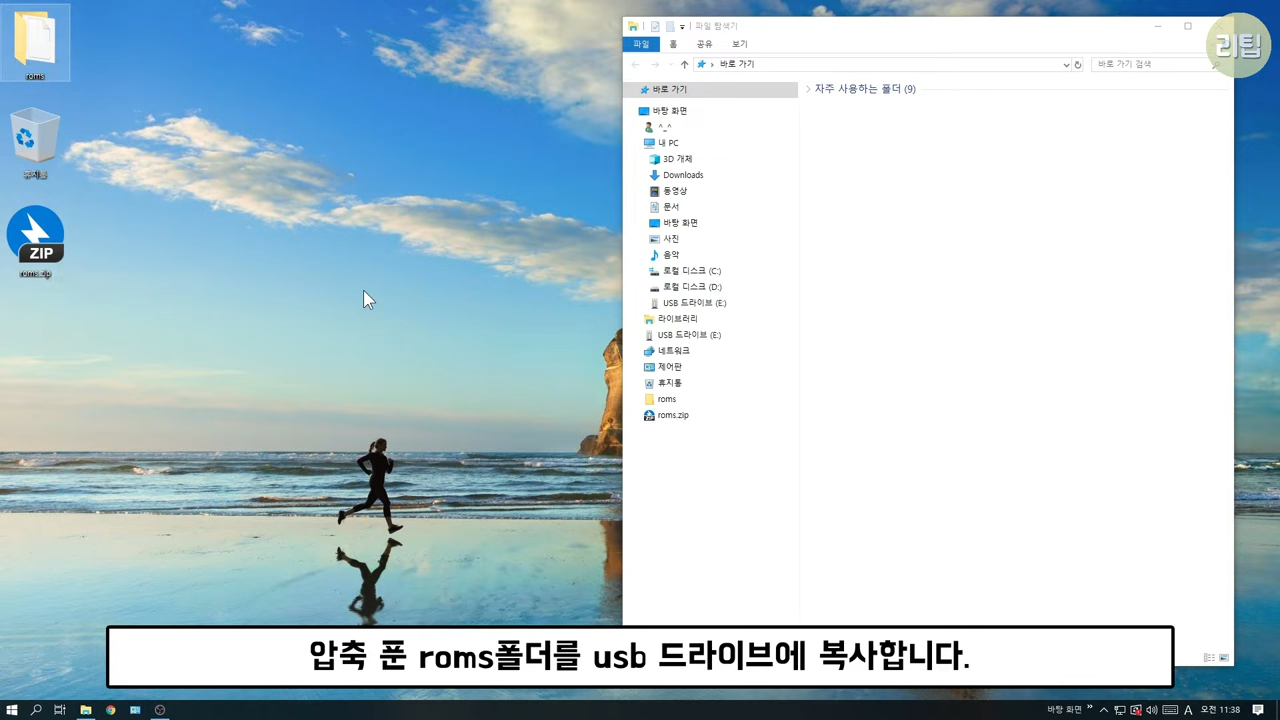 roms
휴지통
ZIP
roms.zip
파일 탐색기
파일 홈 공유 보기
바로 가기
바로 가기 검색
리팁
바로 가기
바탕 화면
^_^
내 PC
3D 개체
Downloads
동영상
문서
바탕 화면
사진
음악
로컬 디스크 (C:)
로컬 디스크 (D:)
USB 드라이브 (E:)
라이브러리
USB 드라이브 (E:)
네트워크
제어판
휴지통
roms
roms.zip
자주 사용하는 폴더 (9)
압축 푼 roms폴더를 usb 드라이브에 복사합니다.
바탕 화면 A 오전 11:38